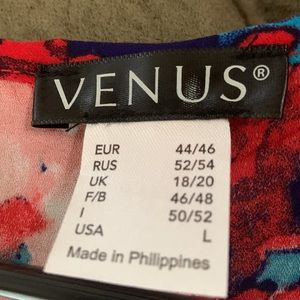 VENUS®
EUR 44/46
RUS 52/54
UK 18/20
F/B 46/48
I 50/52
USA L
Made in Philippines